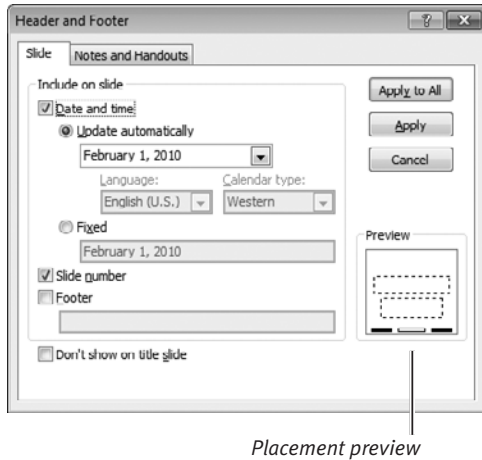 Header and Footer
Slide
Notes and Handouts
Include on slide
Date and time
Update automatically
February 1, 2010
Language:
Calendar type:
English (U.S.)
Western
Fixed
February 1, 2010
Slide number
Footer
Don't show on title slide
Apply to All
Apply
Cancel
Preview
Placement preview